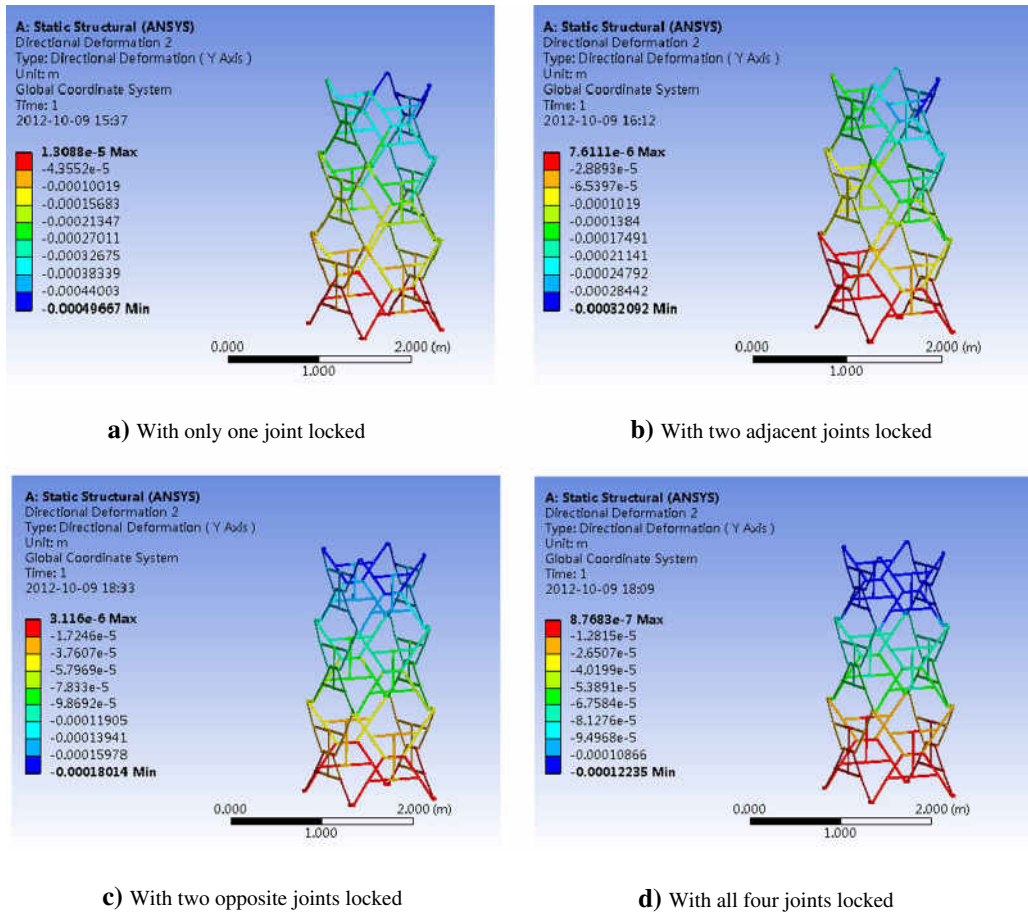 A: Static Structural (ANSYS)
Directional Deformation 2
Type: Directional Deformation ( Y Axis )
Unit: m
Global Coordinate System
Time: 1
2012-10-09 15:37
1.3088e-5 Max
-4.3552e-5
-0.00010019
-0.00015683
-0.00021347
-0.00027011
-0.00032675
-0.00038339
-0.00044003
-0.00049667 Min
0.000
2.000 (m)
1.000
a) With only one joint locked
A: Static Structural (ANSYS)
Directional Deformation 2
Type: Directional Deformation ( Y Axis )
Unit: m
Global Coordinate System
Time: 1
2012-10-09 16:12
7.6111e-6 Max
-2.8893e-5
-6.5397e-5
-0.0001019
-0.0001384
-0.00017491
-0.00021141
-0.00024792
-0.00028442
-0.00032092 Min
0.000
2.000 (m)
1.000
b) With two adjacent joints locked
A: Static Structural (ANSYS)
Directional Deformation 2
Type: Directional Deformation ( Y Axis )
Unit: m
Global Coordinate System
Time: 1
2012-10-09 18:33
3.116e-6 Max
-1.7246e-5
-3.7607e-5
-5.7969e-5
-7.833e-5
-9.8692e-5
-0.00011905
-0.00013941
-0.00015978
-0.00018014 Min
0.000
2.000 (m)
1.000
c) With two opposite joints locked
A: Static Structural (ANSYS)
Directional Deformation 2
Type: Directional Deformation ( Y Axis )
Unit: m
Global Coordinate System
Time: 1
2012-10-09 18:09
8.7683e-7 Max
-1.2815e-5
-2.6507e-5
-4.0199e-5
-5.3891e-5
-6.7584e-5
-8.1276e-5
-9.4968e-5
-0.00010866
-0.00012235 Min
0.000
2.000 (m)
1.000
d) With all four joints locked